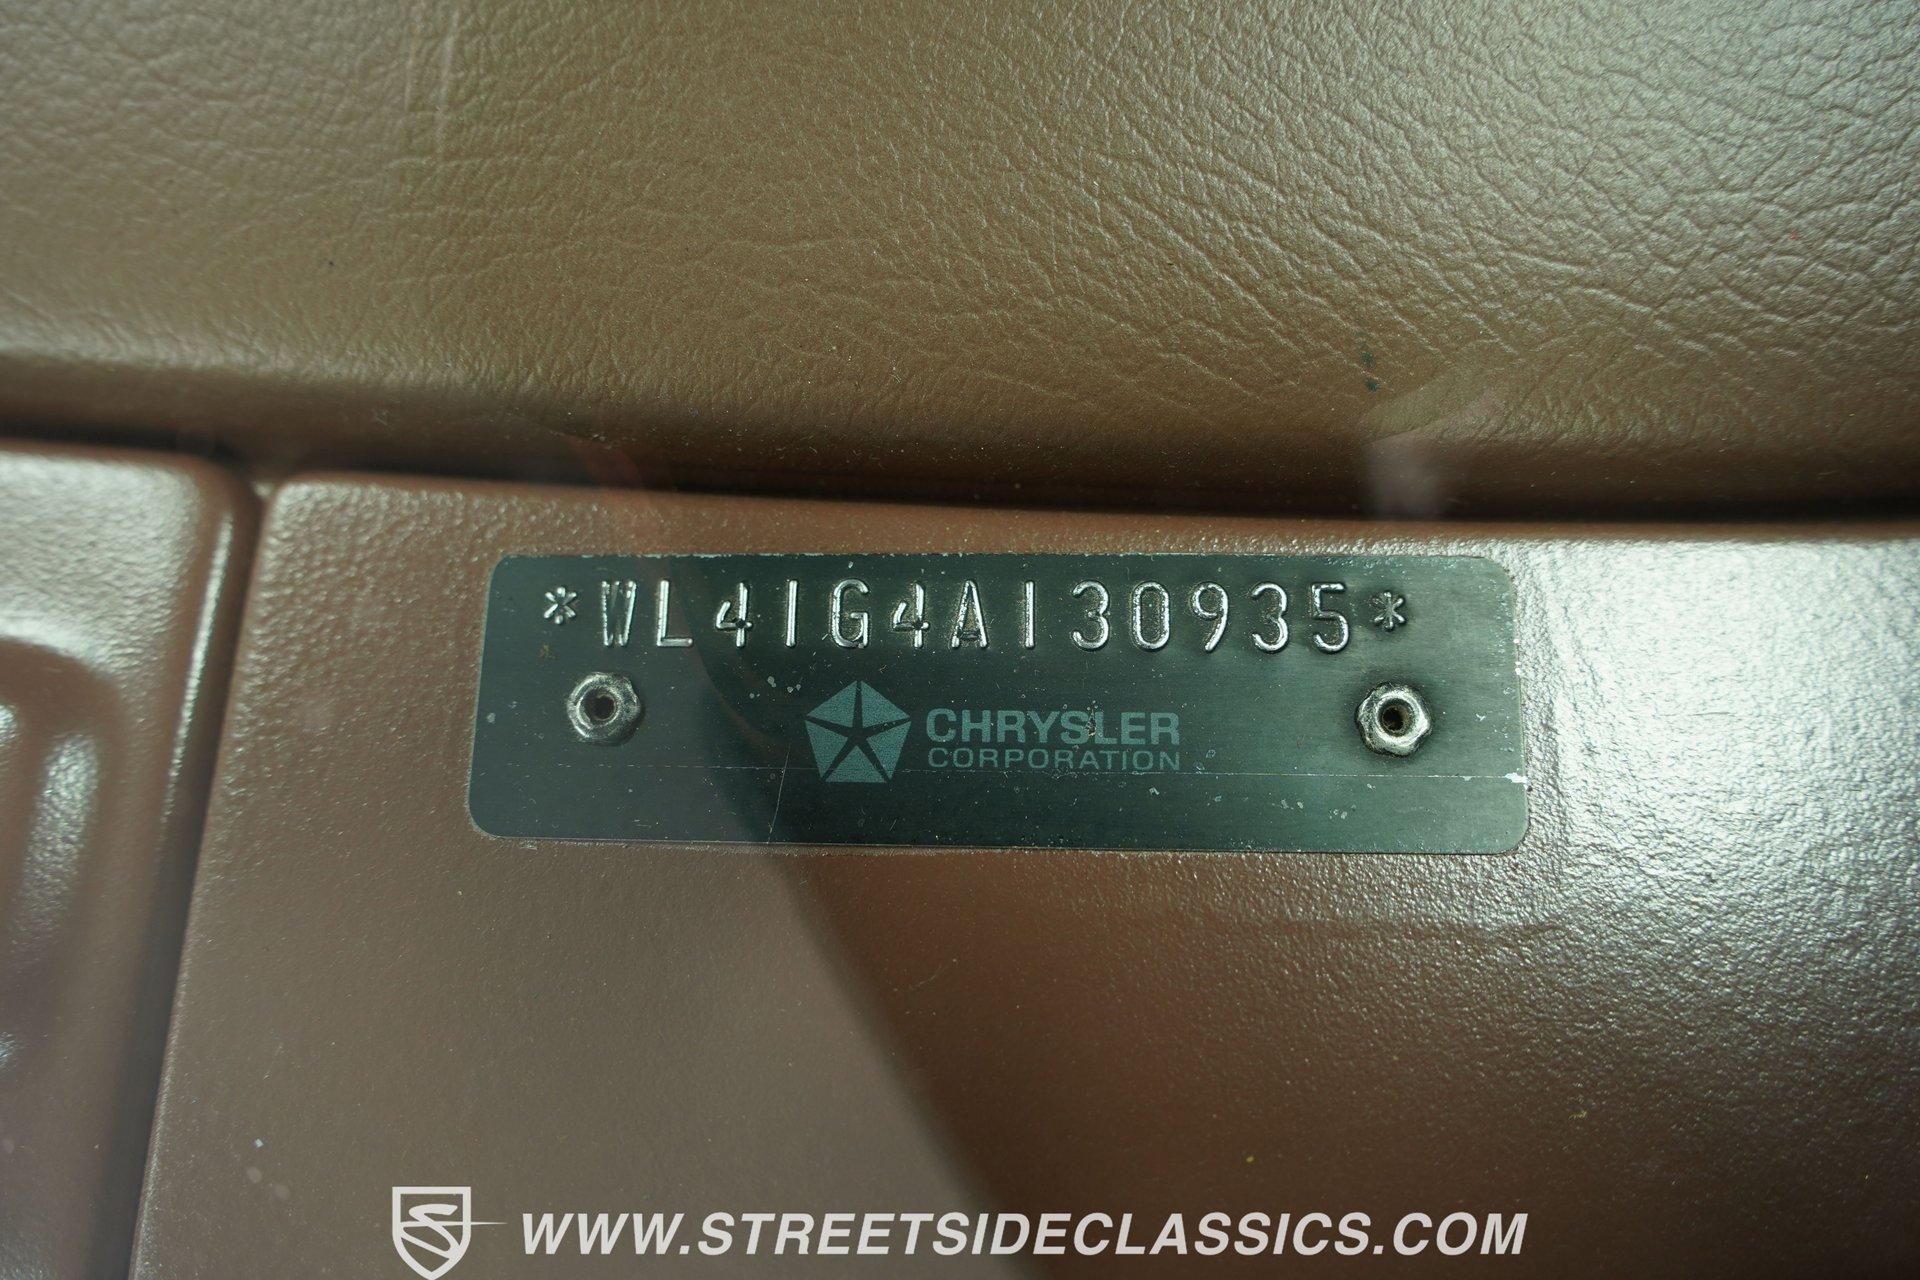 *WL41G4A130935*
CHRYSLER
CORPORATION
WWW.STREETSIDECLASSICS.COM